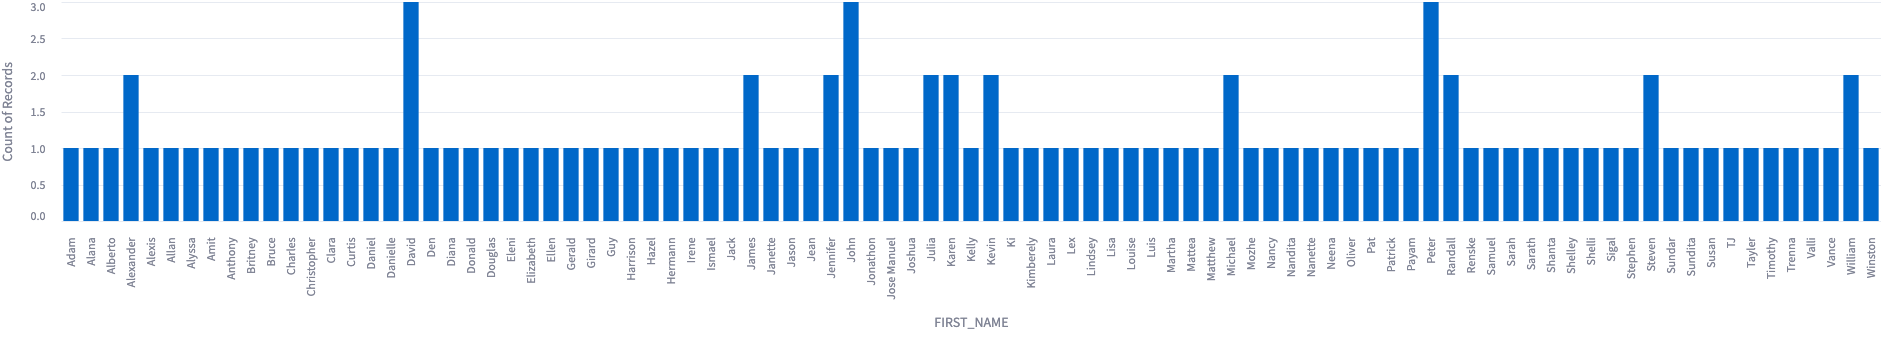 3.0
2.5
2.0
1.5
1.0
0.5
0.0
Count of Records
Adam
Alana
Alberto
Alexander
Alexis
Allan
Alyssa
Amit
Anthony
Britney
Bruce
Charles
Christopher
Clara
Curtis
Daniel
Danielle
David
Den
Diana
Donald
Douglas
Eleni
Elizabeth
Ellen
Gerald
Girard
Guy
Harrison
Hazel
Hermann
Irene
Ismael
Jack
James
Janette
Jason
Jean
Jennifer
John
Jonathon
Jose Manuel
Joshua
Julia
Karen
Kelly
Kevin
Ki
Kimberely
Laura
Lex
Lindsey
Lisa
Louise
Luis
Martha
Mattea
Matthew
Michael
Mozhe
Nancy
Nandita
Nanette
Neena
Oliver
Pat
Patrick
Payam
Peter
Randall
Renske
Samuel
Sarah
Sarath
Shanta
Shelley
Shelli
Sigal
Stephen
Steven
Sundar
Sundita
Susan
TJ
Tayler
Timothy
Trenna
Valli
Vance
William
Winston
FIRST_NAME